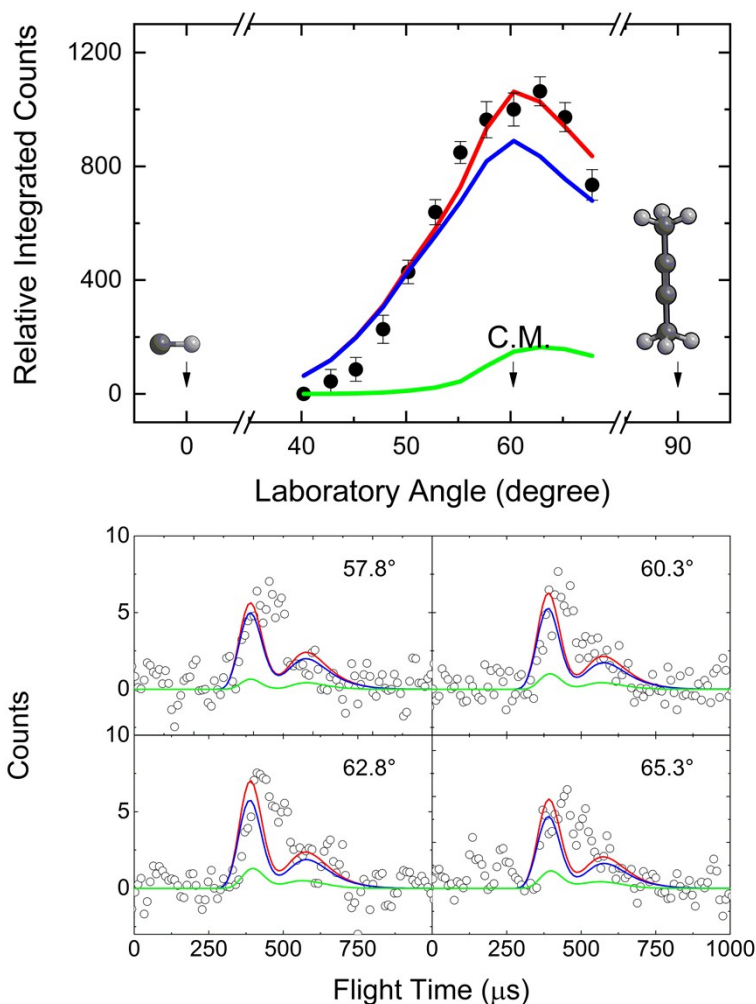 1200
800
400
0
Relative Integrated Counts
C.M.
0 40 50 60 90
Laboratory Angle (degree)
10
5
0
57.8°
60.3°
10
5
0
62.8°
65.3°
Counts
0 250 500 750 0 250 500 750 1000
Flight Time (μs)